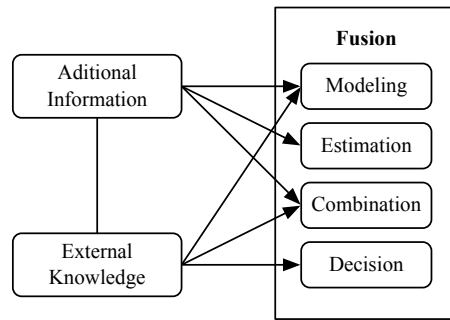 Aditional
Information
External
Knowledge
Fusion
Modeling
Estimation
Combination
Decision